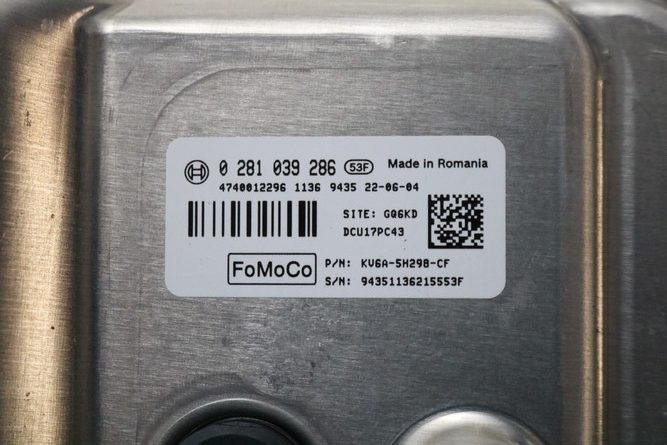 0 281 039 286 53F Made in Romania
4740012296 1136 9435 22-06-04
SITE: GQ6KD
DCU17PC43
FoMoCo
P/N: KV6A-5H298-CF
S/N: 94351136215553F